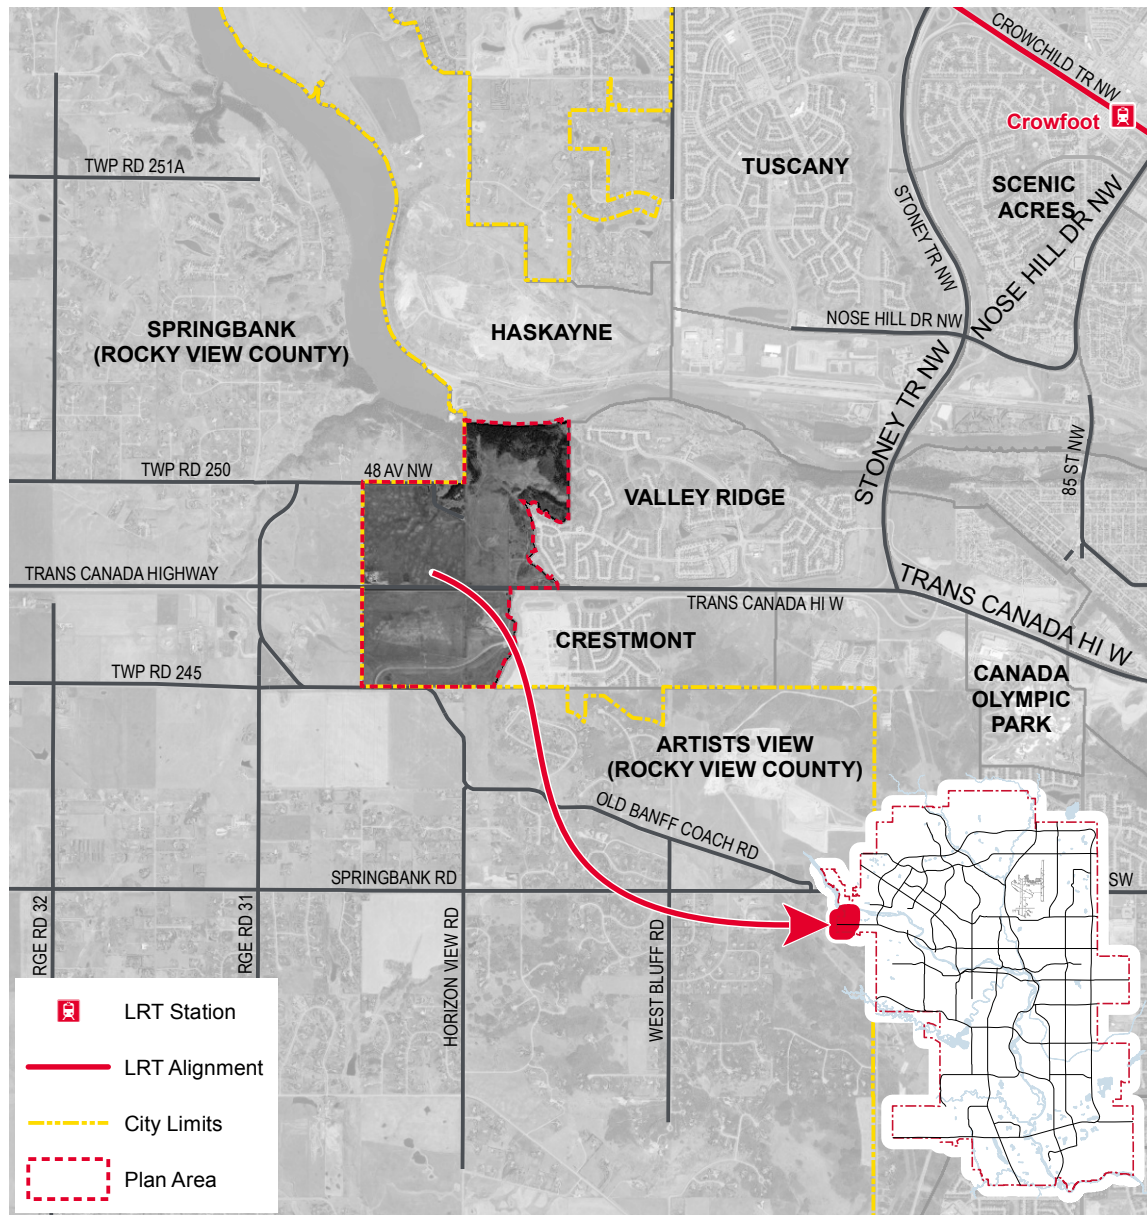 CROWCHILD TR NW
Crowfoot
TWP RD 251A
TUSCANY
SCENIC
ACRES
STONEY TR NW
NOSE HILL DR NW
NOSE HILL DR NW
SPRINGBANK
(ROCKY VIEW COUNTY)
HASKAYNE
STONEY TR NW
TWP RD 250
48 AV NW
VALLEY RIDGE
85 ST NW
TRANS CANADA HIGHWAY
TRANS CANADA HI W
TRANS CANADA HI W
CRESTMONT
TWP RD 245
CANADA
OLYMPIC
PARK
ARTISTS VIEW
(ROCKY VIEW COUNTY)
OLD BANFF COACH RD
SPRINGBANK RD
SW
RGE RD 32
RGE RD 31
HORIZON VIEW RD
WEST BLUFF RD
LRT Station
LRT Alignment
City Limits
Plan Area